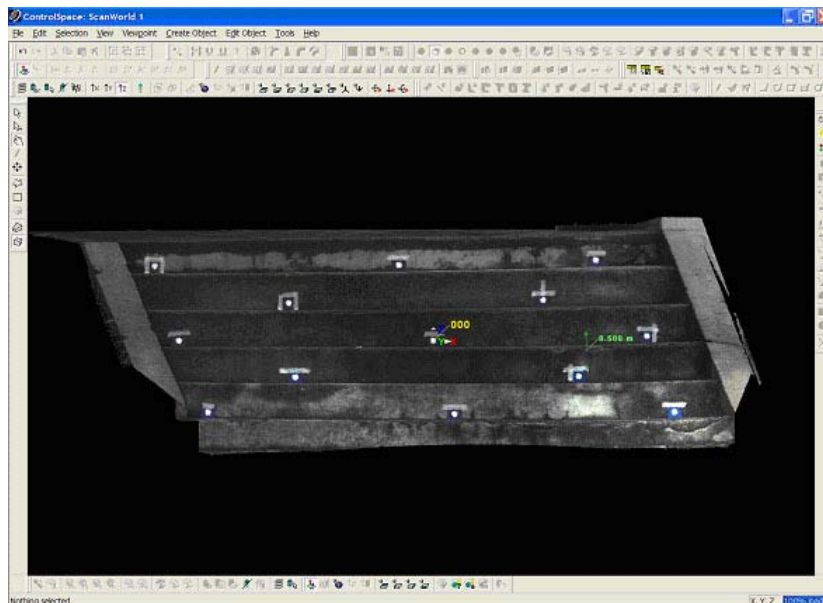 ControlSpace: ScanWorld 1
File Edit Selection View Viewpoint Create Object Edit Object Tools Help
000
Y X
0.500 m
Nothing selected
X, Y, Z 100%